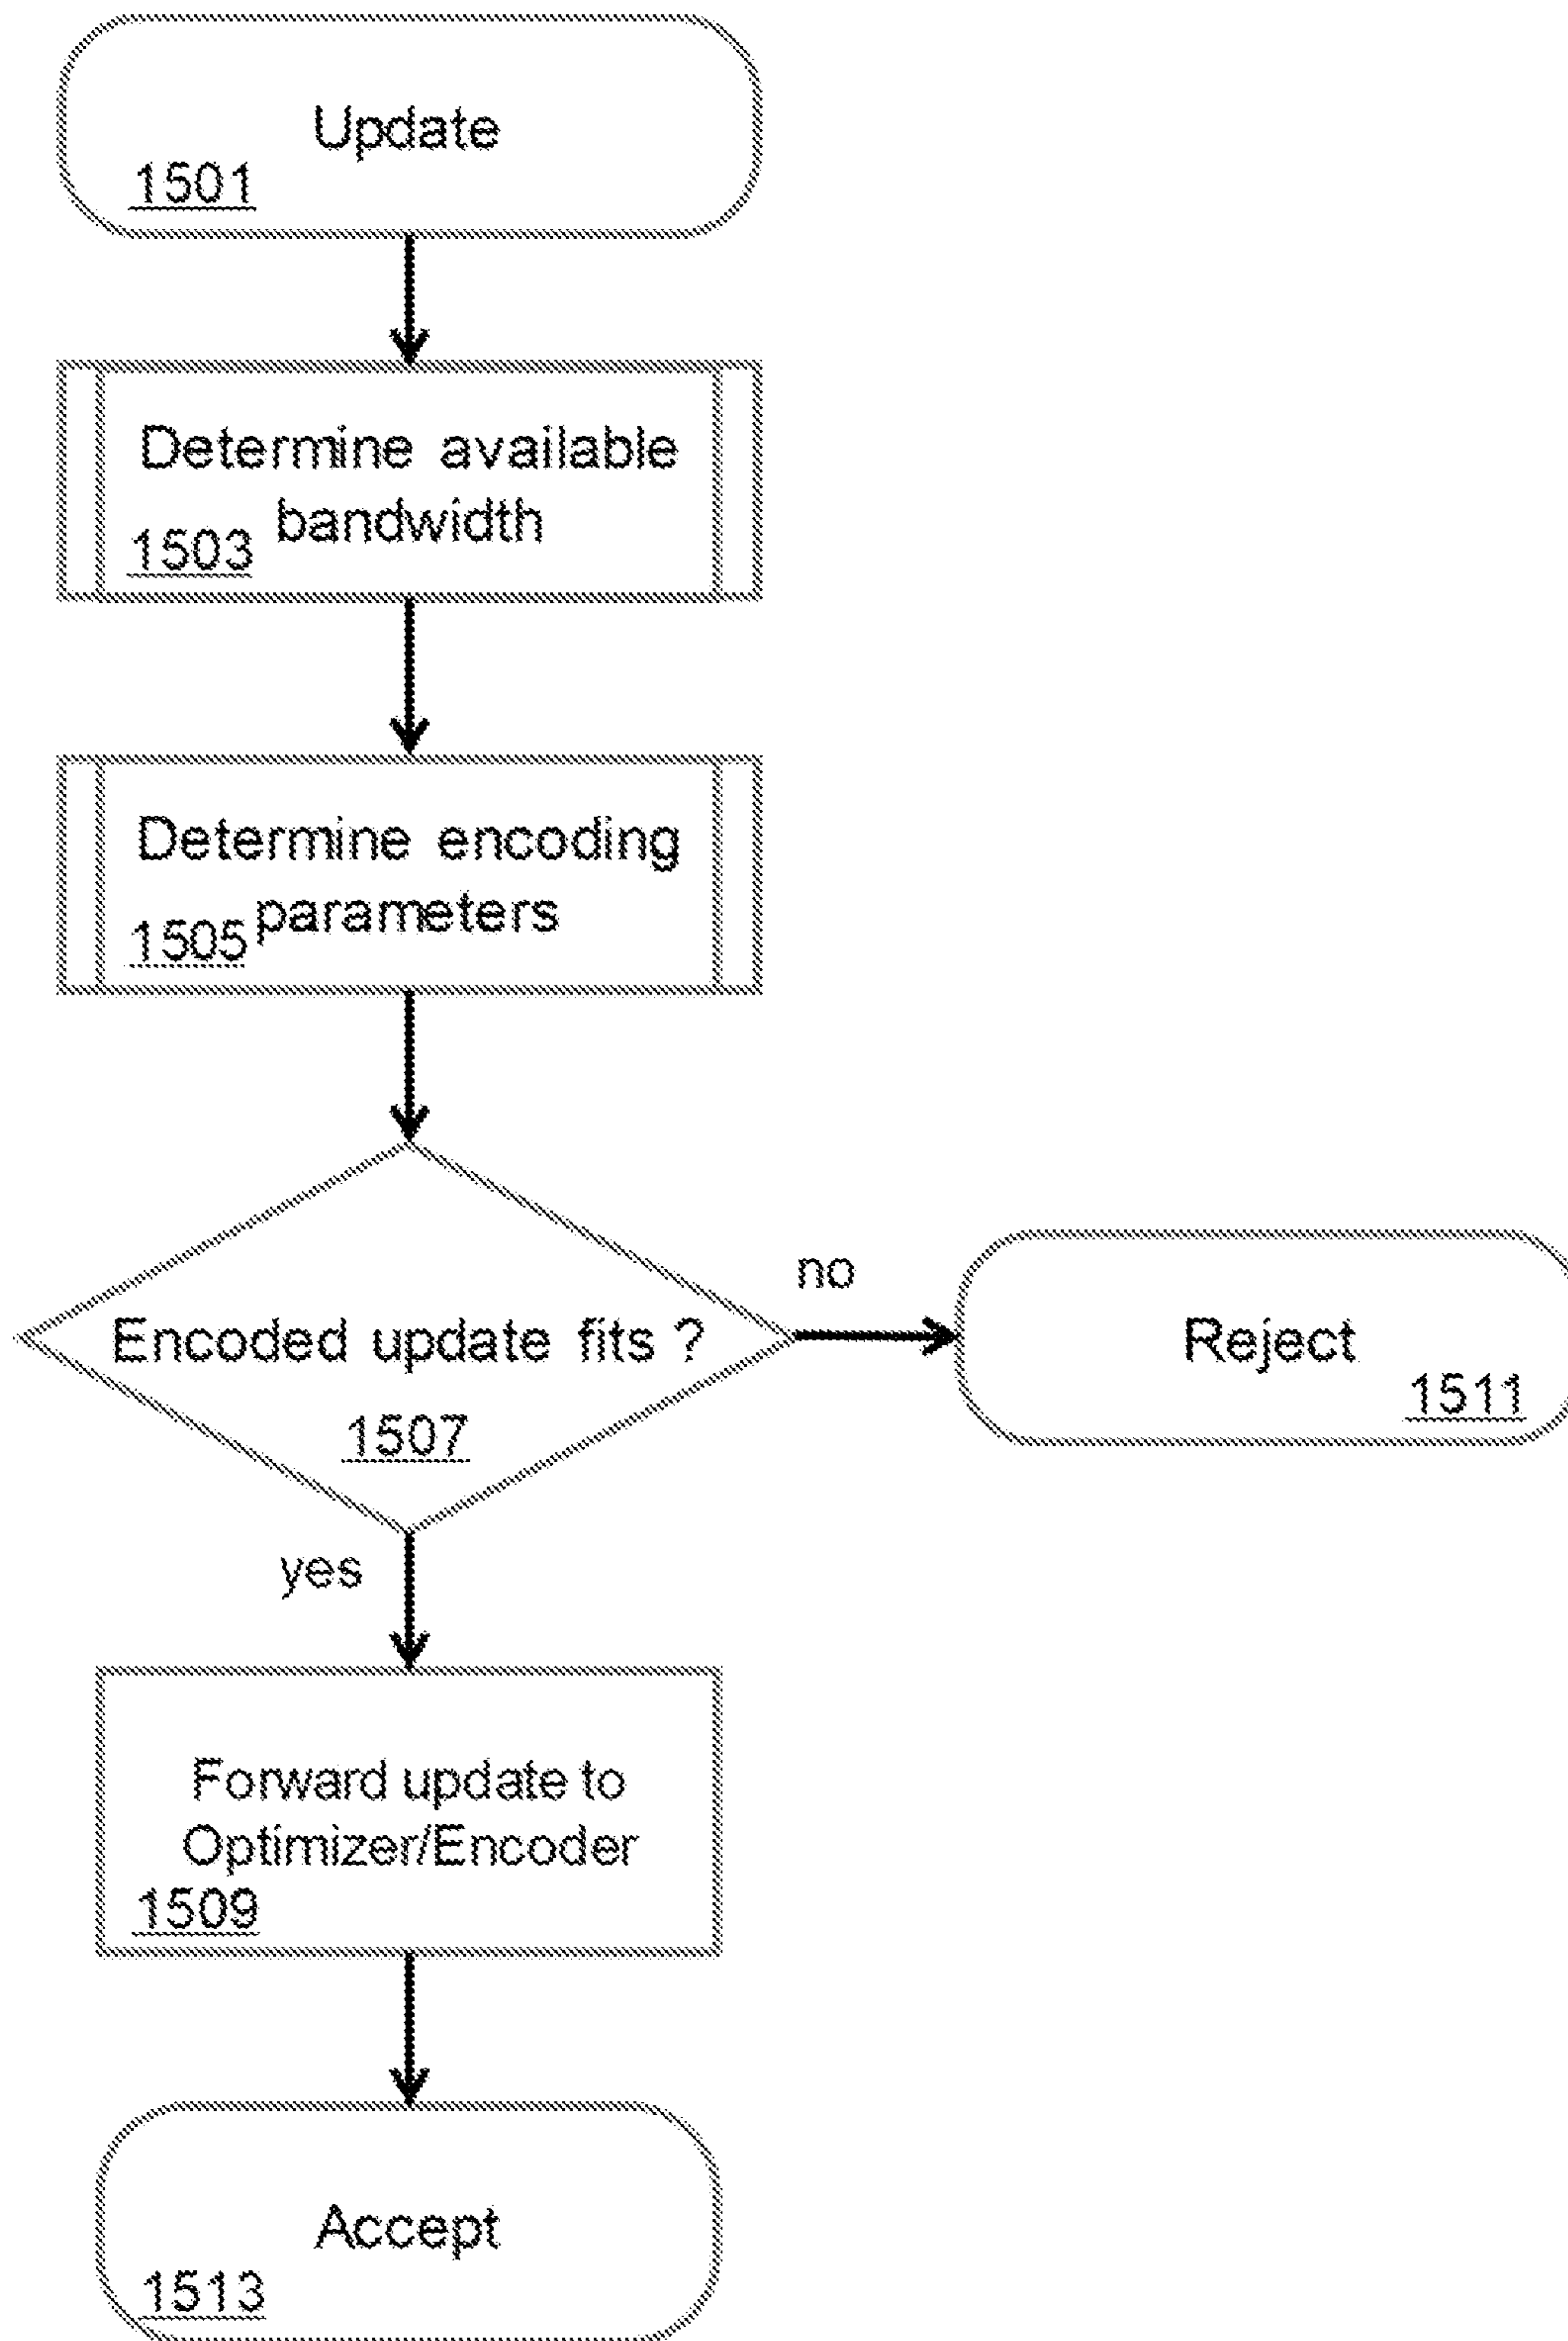 Update
1501
Determine available
bandwidth
1503
Determine encoding
parameters
1505
Encoded update fits ?
1507
no
Reject
1511
yes
Forward update to
Optimizer/Encoder
1509
Accept
1513